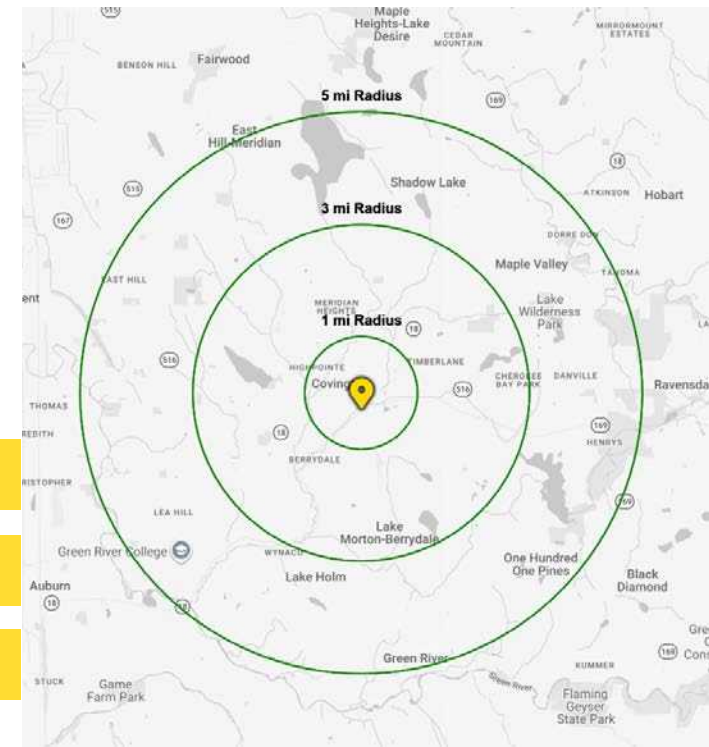 515
Maple
Heights-Lake
Desire
CEDAR
MOUNTAIN
MIRRORMOUNT
ESTATES
BENSON HILL
Fairwood
5 mi Radius
169
East
Hill-Meridian
18
515
Shadow Lake
ATKINSON
Hobart
3 mi Radius
167
DORRE DON
Maple Valley
TAHOMA
EAST HILL
ent
MERIDIAN
HEIGHTS
Lake
Wilderness
Park
1 mi Radius
18
LA
516
HIGHPOINTE
TIMBERLANE
CHEROKEE
BAY PARK
DANVILLE
Coving
516
Ravensda
THOMAS
169
18
EREDITH
HENRYS
BERRYDALE
RISTOPHER
169
LEA HILL
Lake
Morton-Berrydale
Green River College
WYNACO
One Hundred
One Pines
Lake Holm
Black
Diamond
Auburn
18
18
Gre
169
Cons
Green River
KUMMER
STUCK
Game
Farm Park
Green River
Flaming
Geyser
State Park